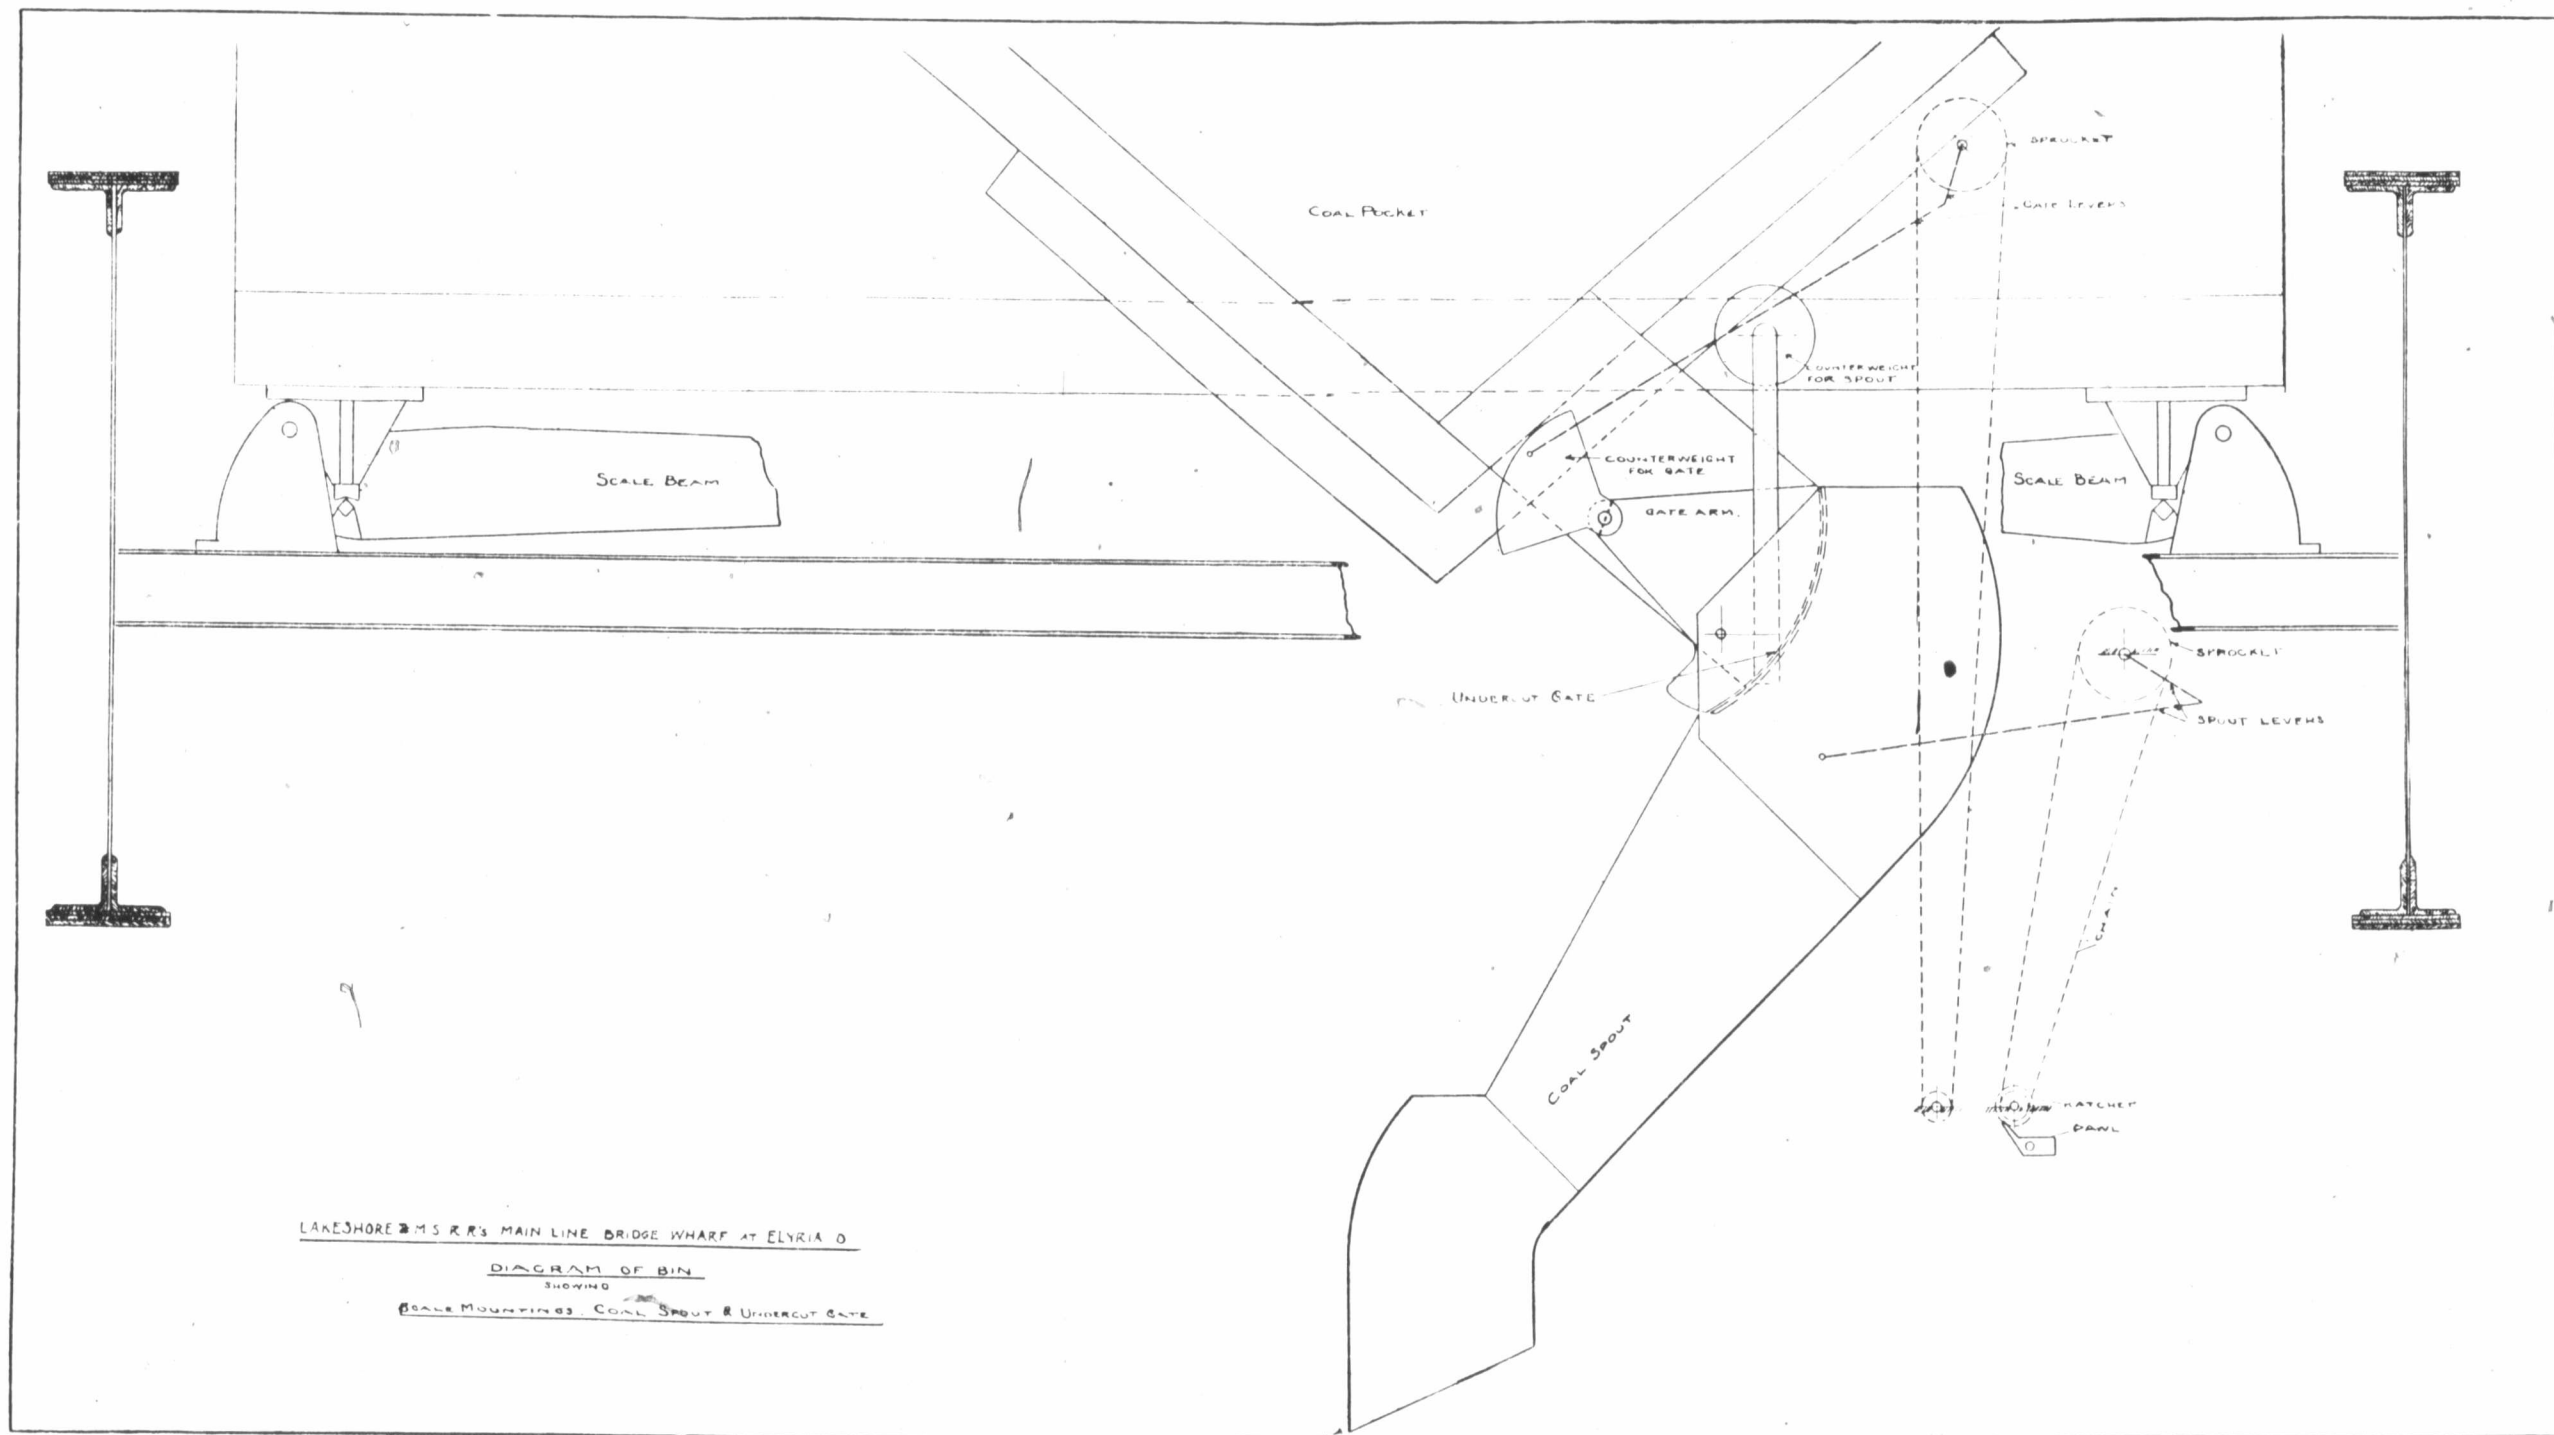 SPROCKET
GATE LEVERS
COAL POCKET
COUNTERWEIGHT
FOR SPOUT
COUNTERWEIGHT
FOR GATE
SCALE BEAM
GATE ARM.
SCALE BEAM
SPROCKET
UNDERCUT GATE
SPOUT LEVERS
CHAIN
COAL SPOUT
RATCHET
PAWL
LAKESHORE & M S R R's MAIN LINE BRIDGE WHARF AT ELYRIA O
DIAGRAM OF BIN
SHOWING
SCALE MOUNTINGS, COAL SPOUT & UNDERCUT GATE